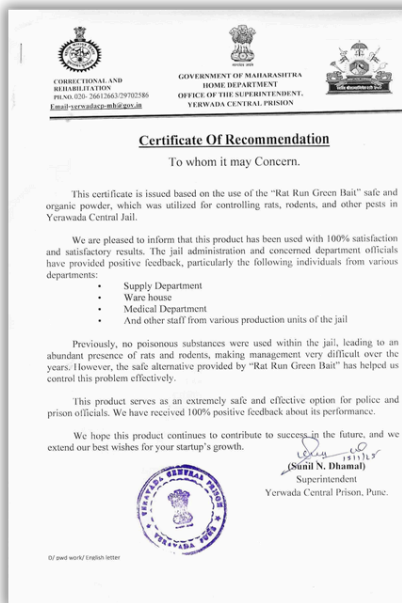 CORRECTIONAL AND
REHABILITATION
PH.NO. 020- 26612663/29702586
Email-yerwadacp-mh@gov.in
GOVERNMENT OF MAHARASHTRA
HOME DEPARTMENT
OFFICE OF THE SUPERINTENDENT,
YERWADA CENTRAL PRISION
Certificate Of Recommendation
To whom it may Concern.
This certificate is issued based on the use of the “Rat Run Green Bait” safe and
organic powder, which was utilized for controlling rats, rodents, and other pests in
Yerawada Central Jail.
We are pleased to inform that this product has been used with 100% satisfaction
and satisfactory results. The jail administration and concerned department officials
have provided positive feedback, particularly the following individuals from various
departments:
• Supply Department
• Ware house
• Medical Department
• And other staff from various production units of the jail
Previously, no poisonous substances were used within the jail, leading to an
abundant presence of rats and rodents, making management very difficult over the
years. However, the safe alternative provided by “Rat Run Green Bait” has helped us
control this problem effectively.
This product serves as an extremely safe and effective option for police and
prison officials. We have received 100% positive feedback about its performance.
We hope this product continues to contribute to success in the future, and we
extend our best wishes for your startup’s growth.
(Sunil N. Dhamal)
Superintendent
Yerwada Central Prison, Pune.
YERAWADA CENTRAL PRISON
YERWADA
D/ pwd work/ English letter